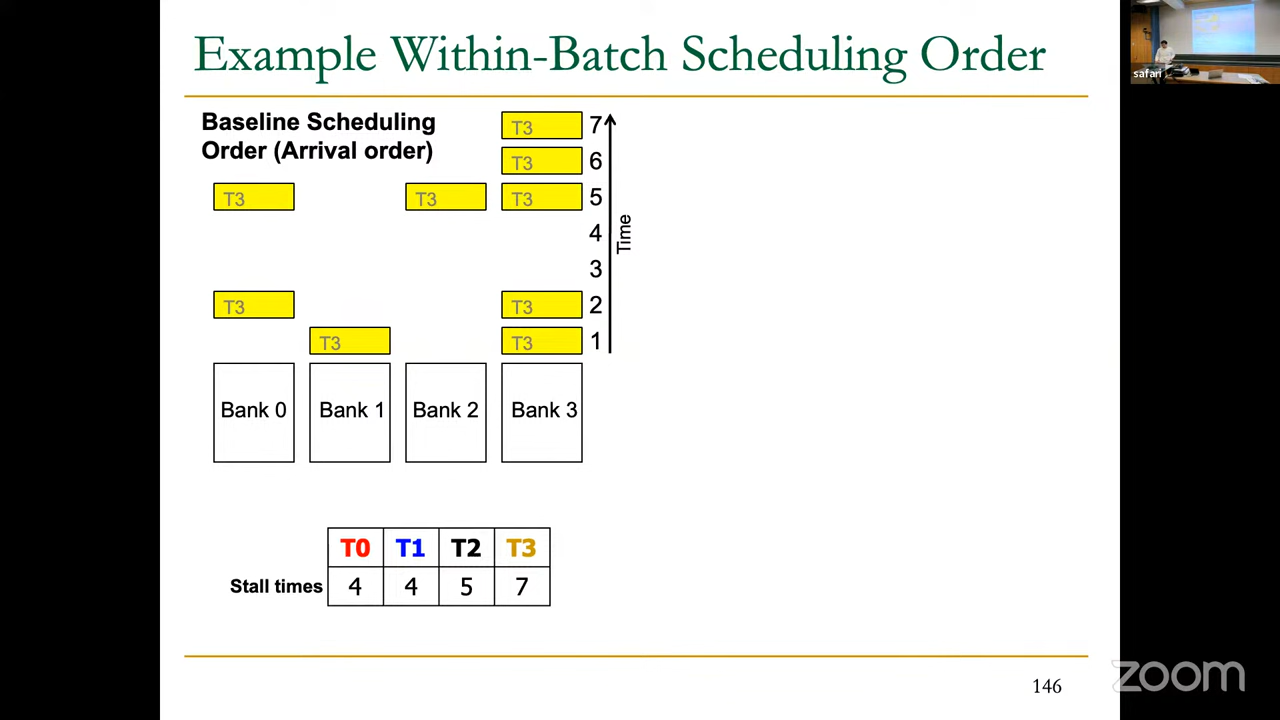 Example Within-Batch Scheduling Order
safari
Baseline Scheduling
Order (Arrival order)
T3 7
T3 6
T3 T3 T3 5
4
3
Time
T3 T3 2
T3 T3 1
Bank 0 Bank 1 Bank 2 Bank 3
T0 T1 T2 T3
Stall times 4 4 5 7
146
zoom